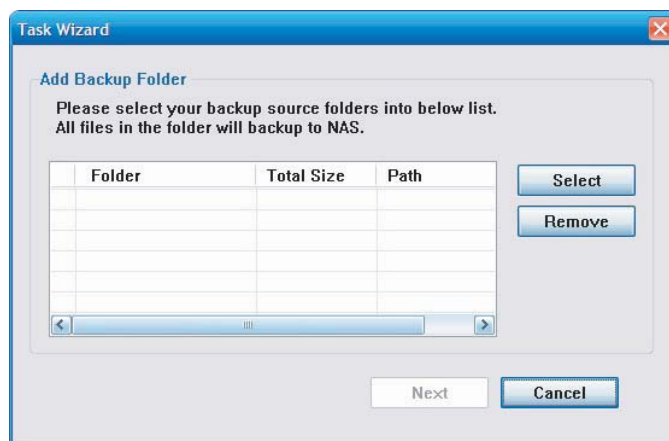 Task Wizard
Add Backup Folder
Please select your backup source folders into below list.
All files in the folder will backup to NAS.
Folder Total Size Path
Select
Remove
Next Cancel